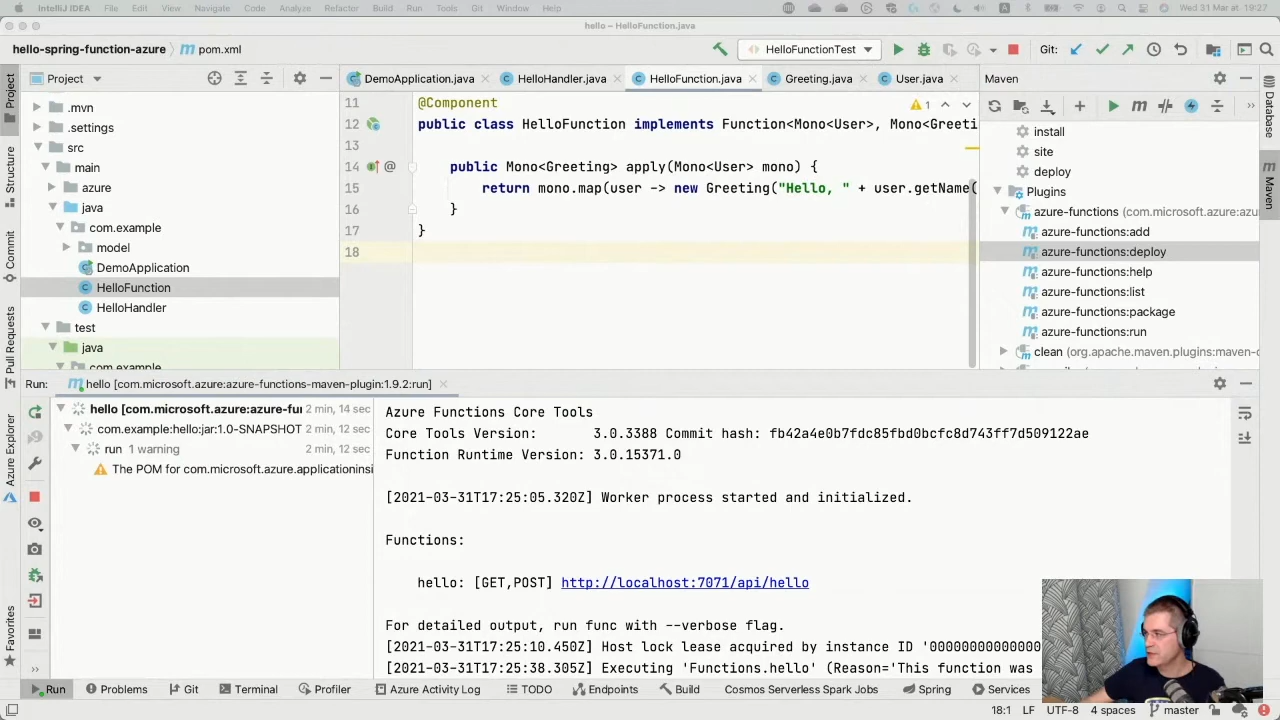 IntelliJ IDEA File Edit View Navigate Code Analyze Refactor Build Run Tools Git Window Help Wed 31 Mar at 19:27
hello – HelloFunction.java
hello-spring-function-azure pom.xml HelloFunctionTest Git:
Project DemoApplication.java HelloHandler.java HelloFunction.java Greeting.java User.java Maven
.mvn
.settings
src
main
azure
java
com.example
model
DemoApplication
HelloFunction
HelloHandler
test
java
com.example
11 @Component
12 public class HelloFunction implements Function<Mono<User>, Mono<Greeti
14 public Mono<Greeting> apply(Mono<User> mono) {
15 return mono.map(user -> new Greeting("Hello, " + user.getName(
16 }
17 }
18
1
install
site
deploy
Plugins
azure-functions (com.microsoft.azure:azu
azure-functions:add
azure-functions:deploy
azure-functions:help
azure-functions:list
azure-functions:package
azure-functions:run
clean (org.apache.maven.plugins:maven-c
Project
Structure
Commit
Pull Requests
Azure Explorer
Favorites
Database
Maven
Run: hello [com.microsoft.azure:azure-functions-maven-plugin:1.9.2:run]
hello [com.microsoft.azure:azure-fu 2 min, 14 sec
com.example:hello:jar:1.0-SNAPSHOT 2 min, 12 sec
run 1 warning 2 min, 12 sec
The POM for com.microsoft.azure.applicationinsi
Azure Functions Core Tools
Core Tools Version: 3.0.3388 Commit hash: fb42a4e0b7fdc85fbd0bcfc8d743ff7d509122ae
Function Runtime Version: 3.0.15371.0
[2021-03-31T17:25:05.320Z] Worker process started and initialized.
Functions:
hello: [GET,POST] http://localhost:7071/api/hello
For detailed output, run func with --verbose flag.
[2021-03-31T17:25:10.450Z] Host lock lease acquired by instance ID '00000000000000
[2021-03-31T17:25:38.305Z] Executing 'Functions.hello' (Reason='This function was
Run Problems Git Terminal Profiler Azure Activity Log TODO Endpoints Build Cosmos Serverless Spark Jobs Spring Services
18:1 LF UTF-8 4 spaces master